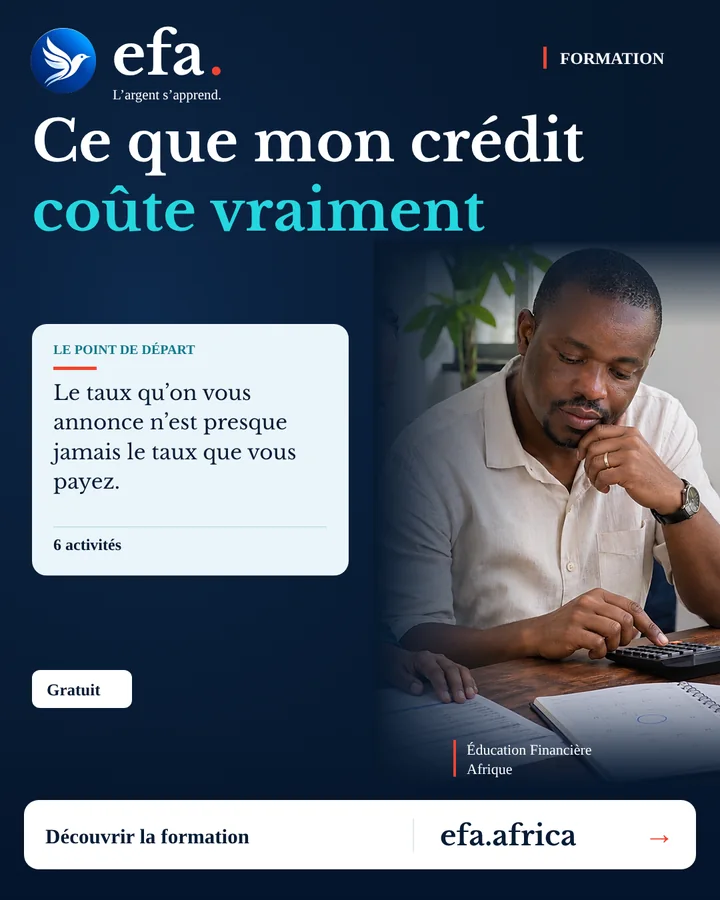 efa.
L’argent s’apprend.
FORMATION
Ce que mon crédit
coûte vraiment
LE POINT DE DÉPART
Le taux qu’on vous
annonce n’est presque
jamais le taux que vous
payez.
6 activités
Gratuit
Éducation Financière
Afrique
Découvrir la formation
efa.africa →